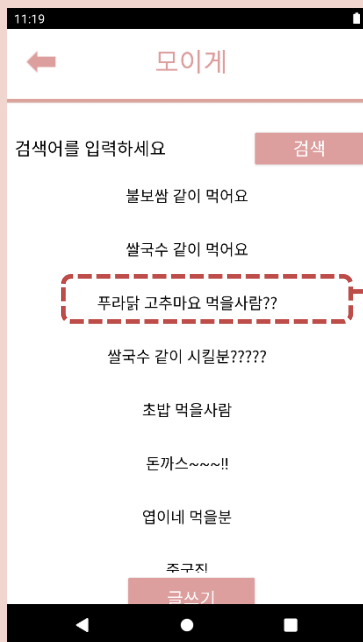 11:19
모이게
검색어를 입력하세요 검색
불보쌈 같이 먹어요
쌀국수 같이 먹어요
푸라닭 고추마요 먹을사람??
쌀국수 같이 시킬분?????
초밥 먹을사람
돈까스~~~!!
엽이네 먹을분
중국집
글쓰기